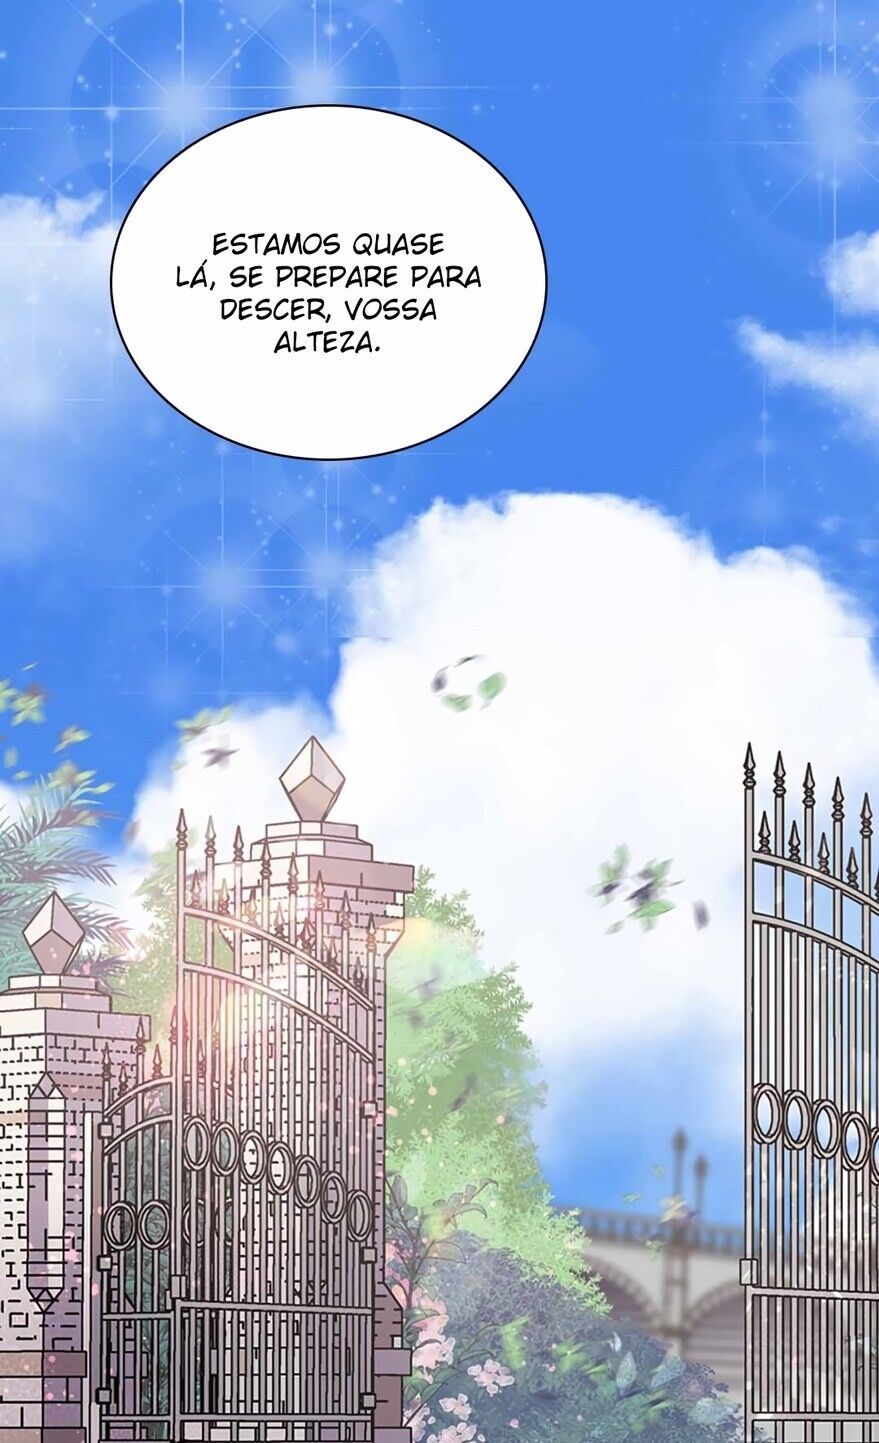 ESTAMOS QUASE
LÁ, SE PREPARE PARA
DESCER, VOSSA
ALTEZA.